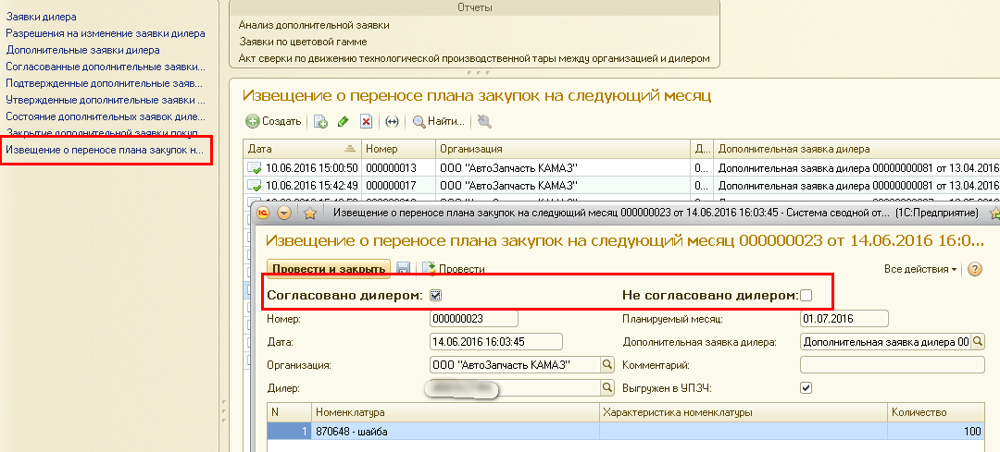 Заявки дилера
Разрешения на изменение заявки дилера
Дополнительные заявки дилера
Согласованные дополнительные заявки...
Подтвержденные дополнительные заяв...
Утвержденные дополнительные заявки ...
Состояние дополнительных заявок диле...
Закрытие дополнительной заявки покуп...
Извещение о переносе плана закупок н...
Отчеты
Анализ дополнительной заявки
Заявки по цветовой гамме
Акт сверки по движению технологической производственной тары между организацией и дилером
Извещение о переносе плана закупок на следующий месяц
Создать Найти...
Дата Номер Организация Д... Дополнительная заявка дилера
10.06.2016 15:00:50 000000013 ООО "АвтоЗапчасть КАМАЗ" 0... Дополнительная заявка дилера 00000000081 от 13.04.2016
10.06.2016 15:42:49 000000017 ООО "АвтоЗапчасть КАМАЗ" 0... Дополнительная заявка дилера 00000000081 от 13.04.2016
Извещение о переносе плана закупок на следующий месяц 000000023 от 14.06.2016 16:03:45 - Система сводной от... (1С:Предприятие)
Извещение о переносе плана закупок на следующий месяц 000000023 от 14.06.2016 16:0...
Провести и закрыть Провести Все действия ?
Согласовано дилером: Не согласовано дилером:
Номер: 000000023 Планируемый месяц: 01.07.2016
Дата: 14.06.2016 16:03:45 Дополнительная заявка дилера: Дополнительная заявка дилера 00
Организация: ООО "АвтоЗапчасть КАМАЗ" Комментарий:
Дилер: Выгружен в УПЗЧ:
N Номенклатура Характеристика номенклатуры Количество
1 870648 - шайба 100